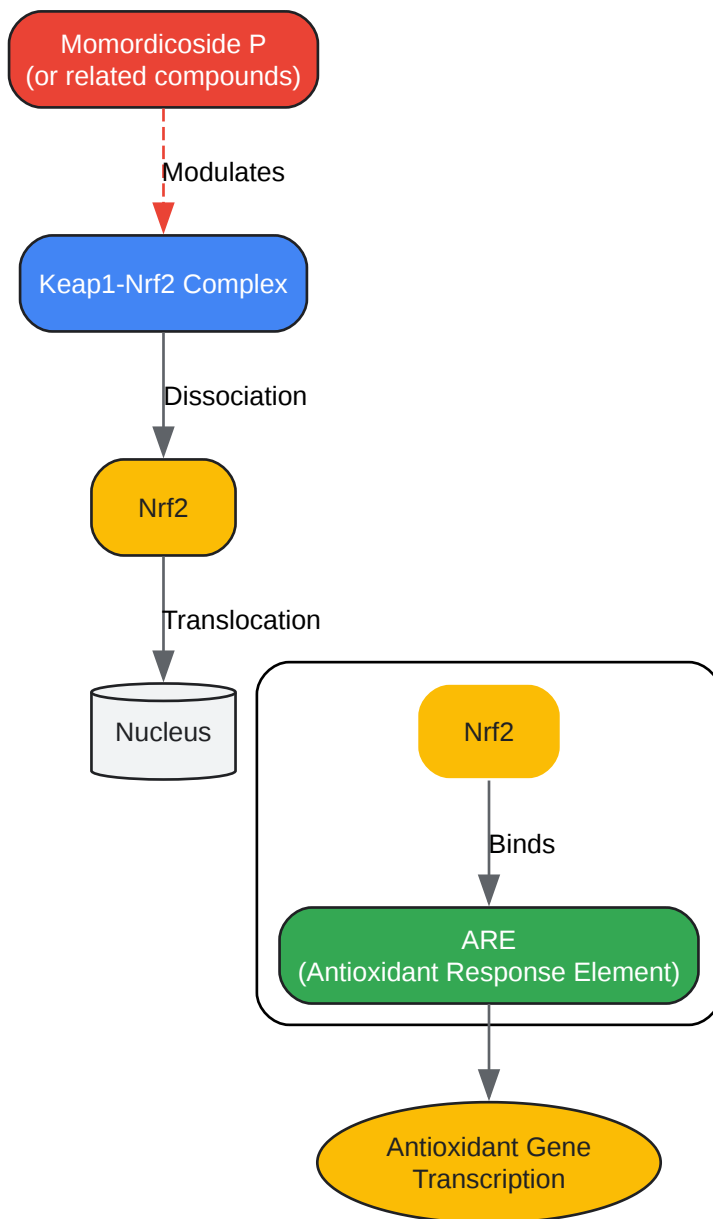 Momordicoside P
(or related compounds)
Modulates
Keap1-Nrf2 Complex
Dissociation
Nrf2
Translocation
Nucleus
Nrf2
Binds
ARE
(Antioxidant Response Element)
Antioxidant Gene
Transcription